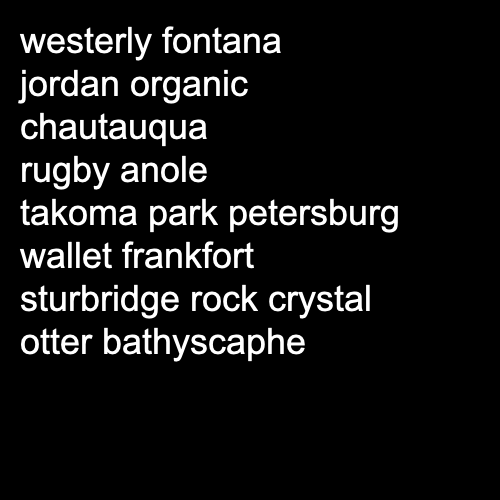 westerly fontana
jordan organic
chautauqua
rugby anole
takoma park petersburg
wallet frankfort
sturbridge rock crystal
otter bathyscaphe